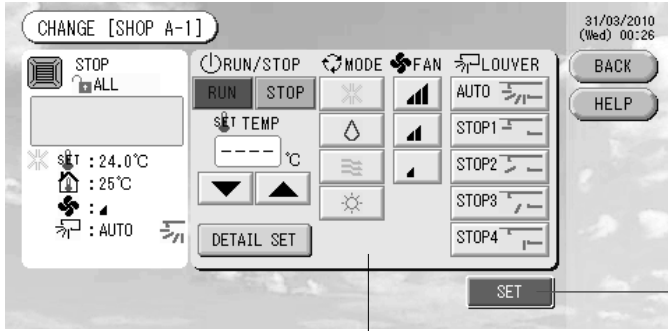 CHANGE [SHOP A-1]
31/03/2010
(Wed) 00:26
STOP
ALL
SET : 24.0℃
: 25℃
:
: AUTO
RUN/STOP
RUN STOP
SET TEMP
---- ℃
DETAIL SET
MODE
FAN
LOUVER
AUTO
STOP1
STOP2
STOP3
STOP4
BACK
HELP
SET